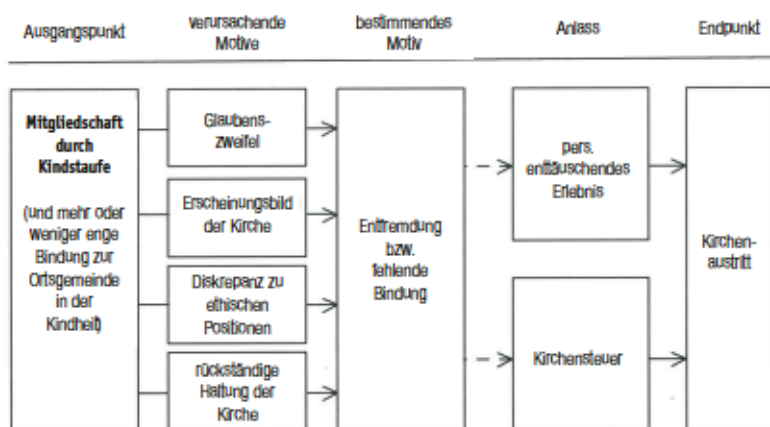 Ausgangspunkt
verursachende
Motive
bestimmendes
Motiv
Anlass
Endpunkt
Mitgliedschaft
durch
Kindstaufe
(und mehr oder
weniger enge
Bindung zur
Ortsgemeinde
in der
Kindheit)
Glaubens-
zweifel
Erscheinungsbild
der Kirche
Diskrepanz zu
ethischen
Positionen
rückständige
Haltung der
Kirche
Entfremdung
bzw.
fehlende
Bindung
pers.
enttäuschendes
Erlebnis
Kirchensteuer
Kirchen-
austritt